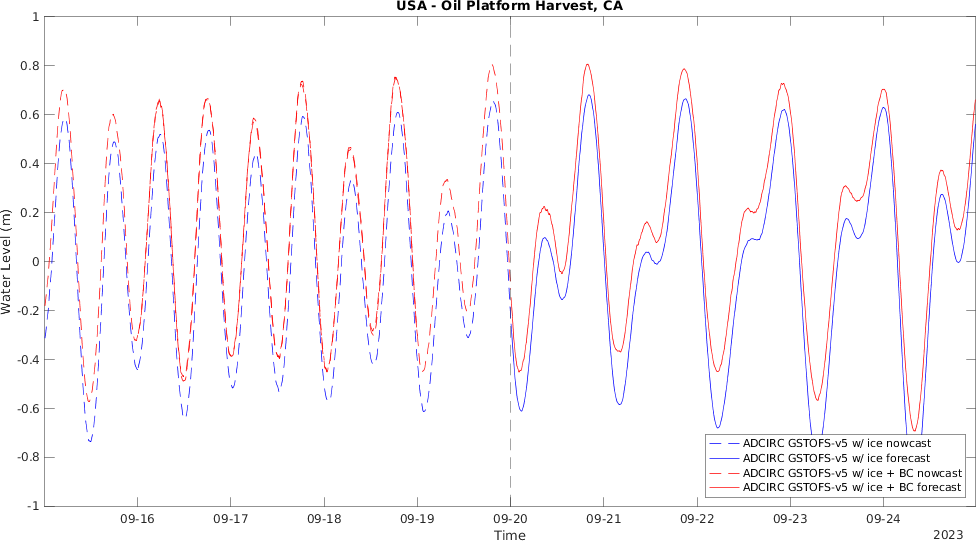 USA - Oil Platform Harvest, CA
1
0.8
0.6
0.4
0.2
0
-0.2
-0.4
-0.6
-0.8
-1
Water Level (m)
ADCIRC GSTOFS-v5 w/ ice nowcast
ADCIRC GSTOFS-v5 w/ ice forecast
ADCIRC GSTOFS-v5 w/ ice + BC nowcast
ADCIRC GSTOFS-v5 w/ ice + BC forecast
09-16 09-17 09-18 09-19 09-20 09-21 09-22 09-23 09-24
Time
2023